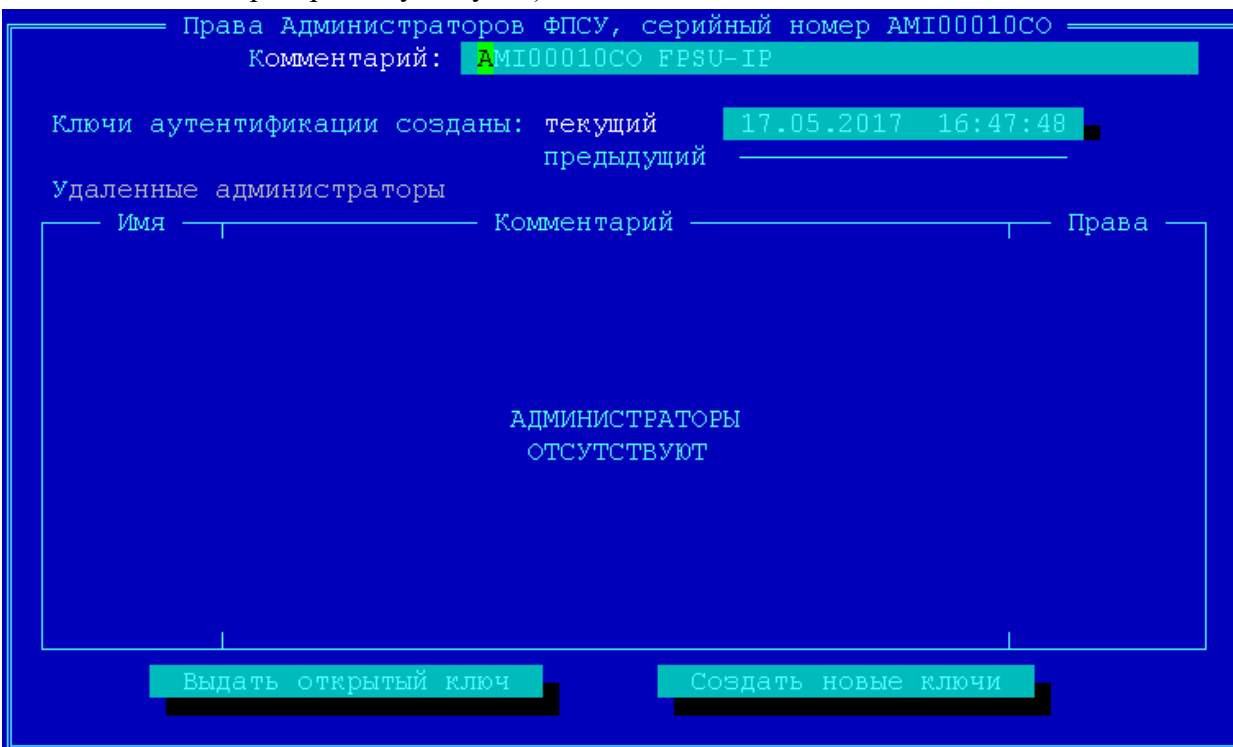 Права Администраторов ФПСУ, серийный номер AMI00010CO
Комментарий: AMI00010CO FPSU-IP
Ключи аутентификации созданы: текущий 17.05.2017 16:47:48
предыдущий
Удаленные администраторы
Имя Комментарий Права
АДМИНИСТРАТОРЫ
ОТСУТСТВУЮТ
Выдать открытый ключ Создать новые ключи